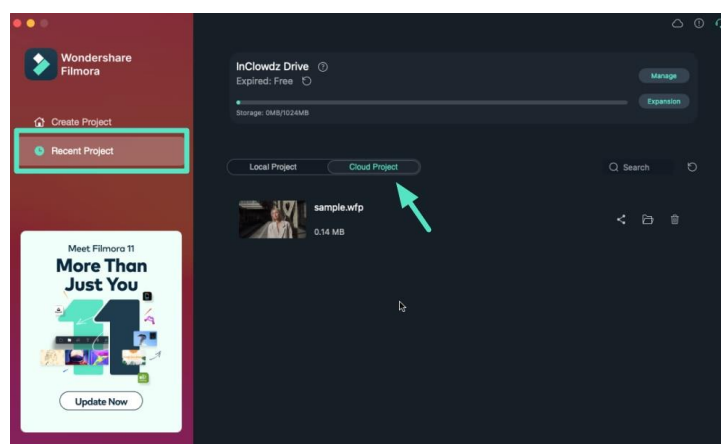 Wondershare
Filmora
Create Project
Recent Project
Meet Filmora 11
More Than
Just You
Update Now
InClowdz Drive
Expired: Free
Manage
Expansion
Storage: 0MB/1024MB
Local Project
Cloud Project
Search
sample.wfp
0.14 MB